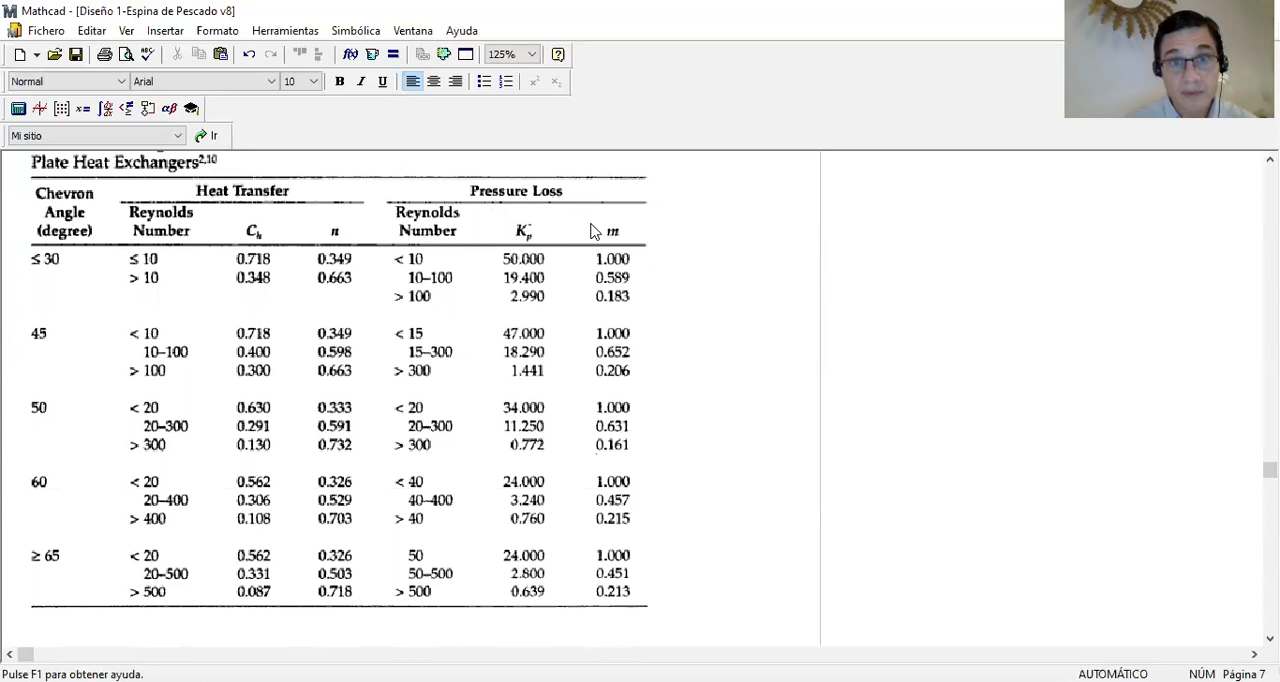 Mathcad - [Diseño 1-Espina de Pescado v8]
Fichero Editar Ver Insertar Formato Herramientas Simbólica Ventana Ayuda
125%
Normal Arial 10 B I U
Mi sitio Ir
Plate Heat Exchangers2,10
Chevron Heat Transfer Pressure Loss
Angle Reynolds Reynolds
(degree) Number Ch n Number Kp m
≤ 30 ≤ 10 0.718 0.349 < 10 50.000 1.000
> 10 0.348 0.663 10–100 19.400 0.589
> 100 2.990 0.183
45 < 10 0.718 0.349 < 15 47.000 1.000
10–100 0.400 0.598 15–300 18.290 0.652
> 100 0.300 0.663 > 300 1.441 0.206
50 < 20 0.630 0.333 < 20 34.000 1.000
20–300 0.291 0.591 20–300 11.250 0.631
> 300 0.130 0.732 > 300 0.772 0.161
60 < 20 0.562 0.326 < 40 24.000 1.000
20–400 0.306 0.529 40–400 3.240 0.457
> 400 0.108 0.703 > 40 0.760 0.215
≥ 65 < 20 0.562 0.326 50 24.000 1.000
20–500 0.331 0.503 50–500 2.800 0.451
> 500 0.087 0.718 > 500 0.639 0.213
Pulse F1 para obtener ayuda. AUTOMÁTICO NÚM Página 7